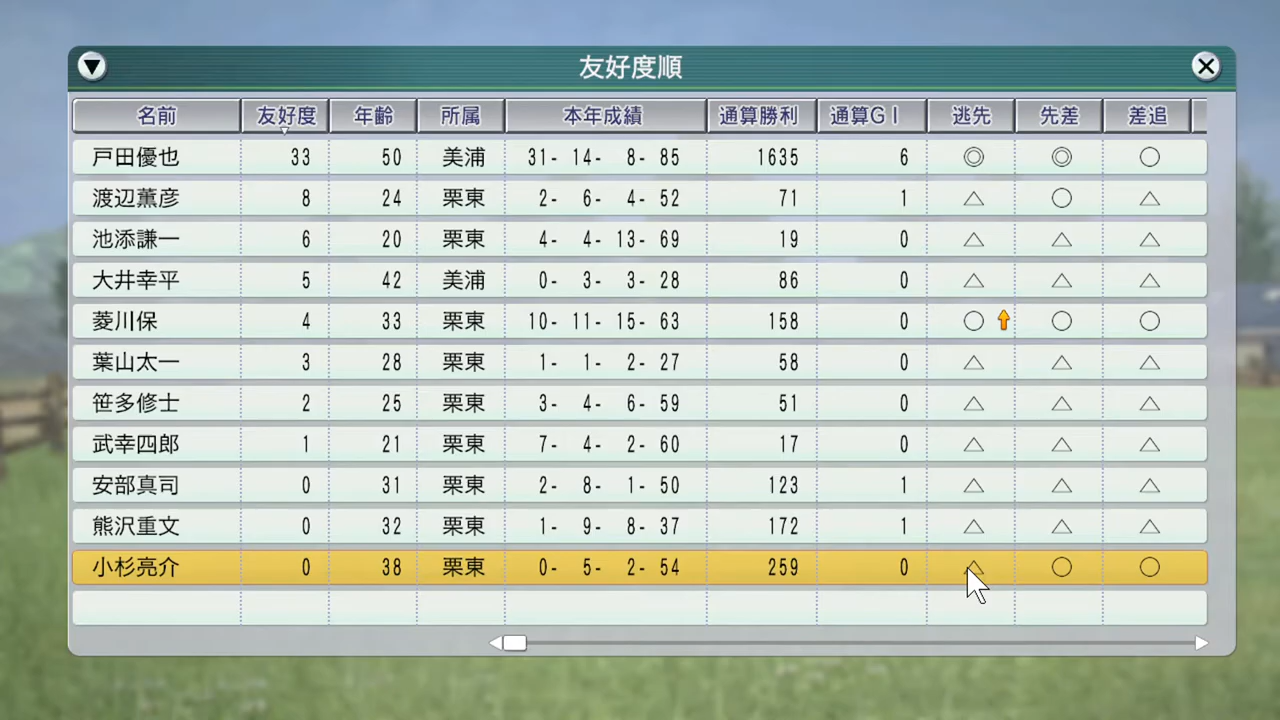 友好度順
名前 友好度 年齢 所属 本年成績 通算勝利 通算GⅠ 逃先 先差 差追
戸田優也 33 50 美浦 31- 14- 8- 85 1635 6 ◎ ◎ ○
渡辺薫彦 8 24 栗東 2- 6- 4- 52 71 1 △ ○ △
池添謙一 6 20 栗東 4- 4- 13- 69 19 0 △ △ △
大井幸平 5 42 美浦 0- 3- 3- 28 86 0 △ △ △
菱川保 4 33 栗東 10- 11- 15- 63 158 0 ○ ○ ○
葉山太一 3 28 栗東 1- 1- 2- 27 58 0 △ △ △
笹多修士 2 25 栗東 3- 4- 6- 59 51 0 △ △ △
武幸四郎 1 21 栗東 7- 4- 2- 60 17 0 △ △ △
安部真司 0 31 栗東 2- 8- 1- 50 123 1 △ △ △
熊沢重文 0 32 栗東 1- 9- 8- 37 172 1 △ △ △
小杉亮介 0 38 栗東 0- 5- 2- 54 259 0 △ ○ ○